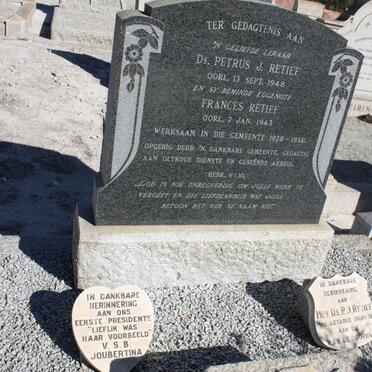 TER GEDAGTENIS AAN
'N GELIEFDE LERAAR
Ds. PETRUS J. RETIEF
OORL. 13 SEPT. 1948
EN SY BEMINDE EGGENOTE
FRANCES RETIEF
OORL. 7 JAN. 1943
WERKSAAM IN DIE GEMEENTE 1928-1938.
OPGERIG DEUR 'N DANKBARE GEMEENTE, GEDAGTIG
AAN GETROUE DIENSTE EN GESEËNDE ARBEID.
HEBR. 6:10,
"GOD IS NIE ONREGVERDIG OM JULLE WERK TE
VERGEET EN DIE LIEFDEARBEID WAT JULLE
BETOON HET VIR SY NAAM NIE".
IN DANKBARE
HERINNERING
AAN ONS
EERSTE PRESIDENTE
"LIEFLIK WAS
HAAR VOORBEELD"
V.S.B.
JOUBERTINA
IN DANKBARE
HERINNERING
AAN
Ds. P.J. RETIEF